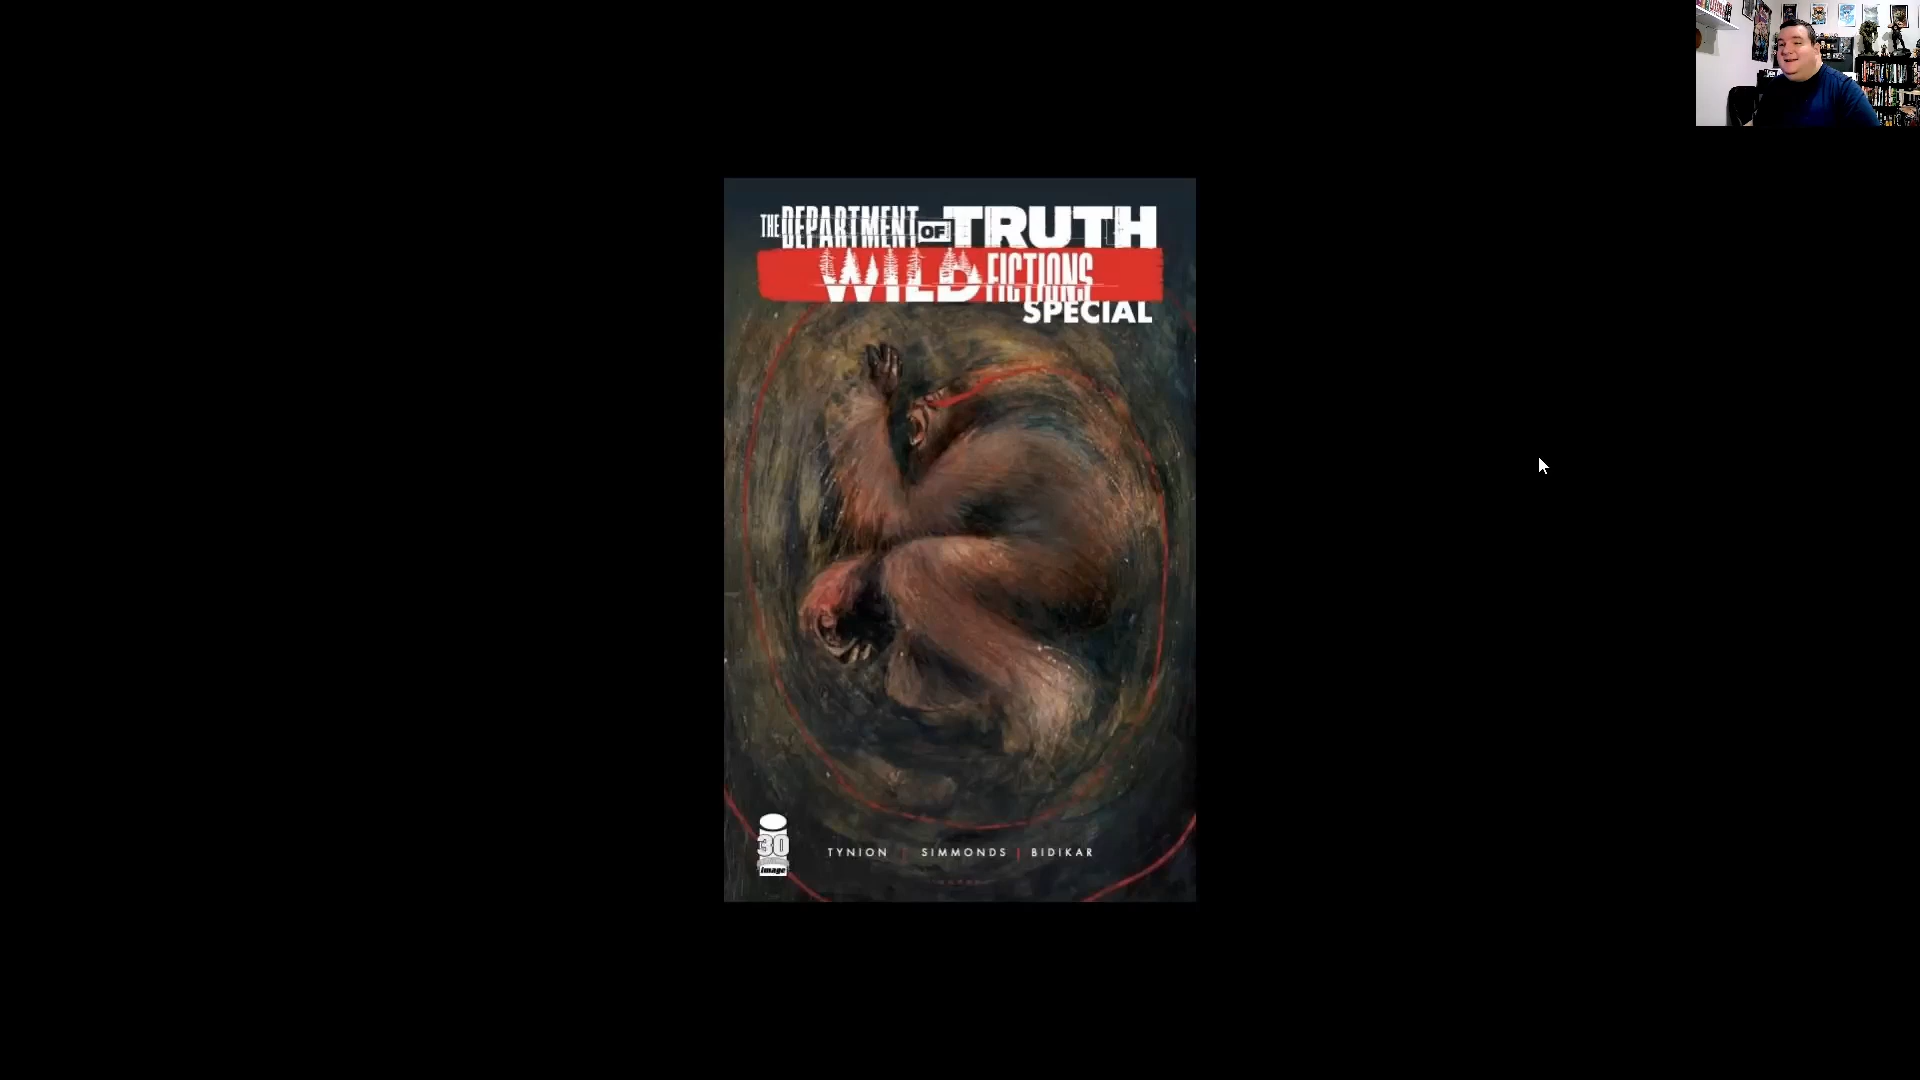 THE DEPARTMENT OF TRUTH
WILD FICTIONS
SPECIAL
30
image
TYNION | SIMMONDS | BIDIKAR